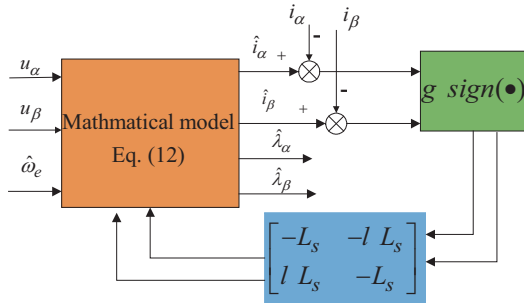 i_α
i_β
î_α +
u_α
g sign(•)
î_β +
u_β
Mathmatical model
Eq. (12)
λ̂_α
λ̂_β
ω̂_e
-
-
[ −L_s  −l L_s ]
[ l L_s  −L_s ]